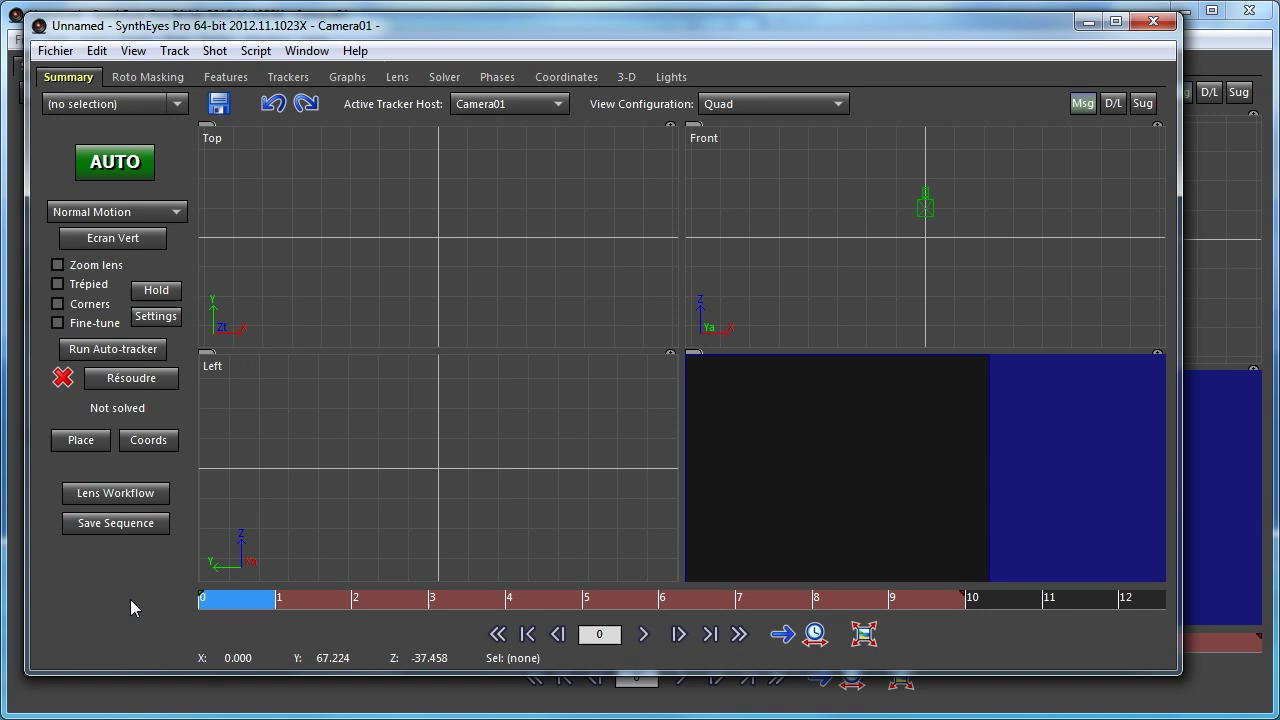 Unnamed - SynthEyes Pro 64-bit 2012.11.1023X - Camera01 -
Fichier Edit View Track Shot Script Window Help
Summary Roto Masking Features Trackers Graphs Lens Solver Phases Coordinates 3-D Lights
(no selection) Active Tracker Host: Camera01 View Configuration: Quad Msg D/L Sug
D/L Sug
Top Front
AUTO
Normal Motion
Ecran Vert
Zoom lens
Trépied
Hold
Corners
Settings
Fine-tune
Y Zt X
Z Ya X
Run Auto-tracker
Résoudre
Left
Not solved
Place Coords
Lens Workflow
Save Sequence
Z
Y Xa
0 1 2 3 4 5 6 7 8 9 10 11 12
0
X: 0.000 Y: 67.224 Z: -37.458 Sel: (none)